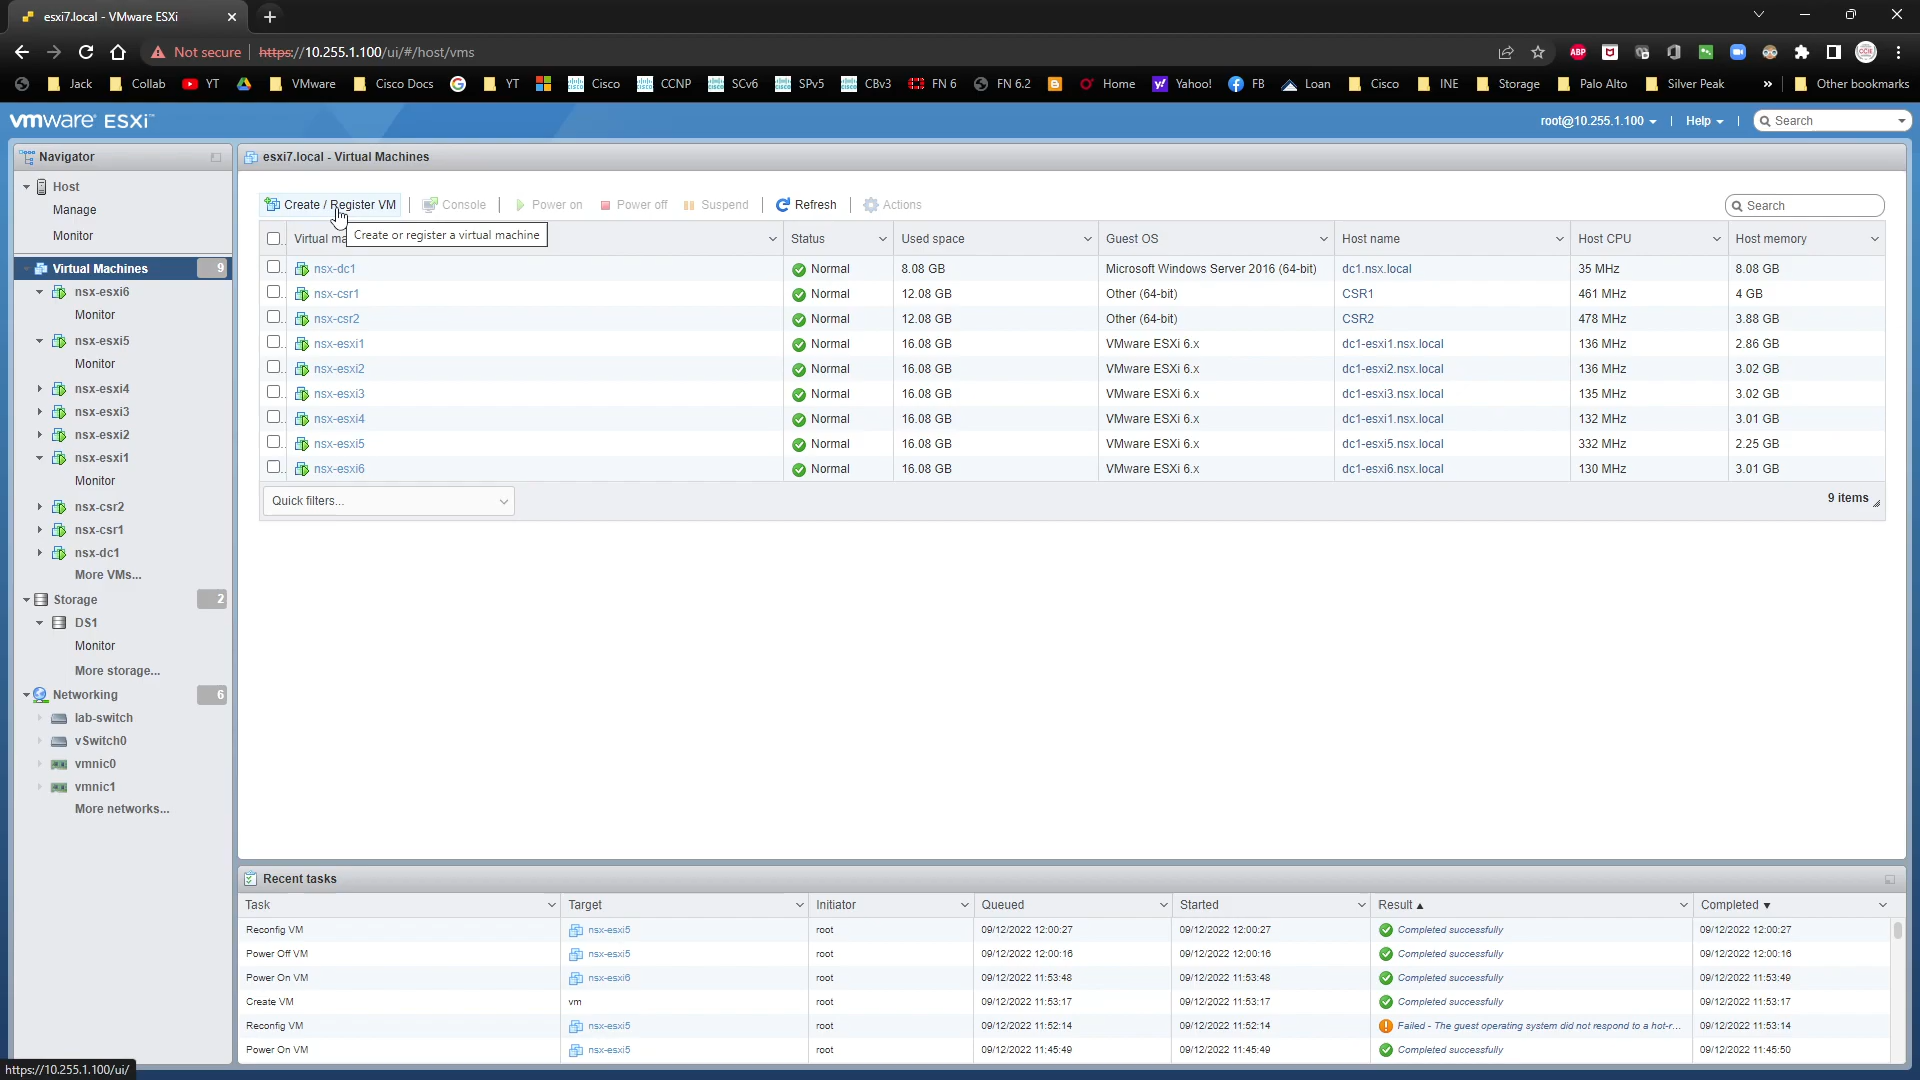 esxi7.local - VMware ESXi
Not secure
https://10.255.1.100/ui/#/host/vms
ABP
Jack
Collab
YT
VMware
Cisco Docs
YT
Cisco
CCNP
SCv6
SPv5
CBv3
FN 6
FN 6.2
Home
Yahoo!
FB
Loan
Cisco
INE
Storage
Palo Alto
Silver Peak
»
Other bookmarks
vmware ESXi
root@10.255.1.100
Help
Search
Navigator
esxi7.local - Virtual Machines
Host
Manage
Monitor
Virtual Machines 9
nsx-esxi6
Monitor
nsx-esxi5
Monitor
nsx-esxi4
nsx-esxi3
nsx-esxi2
nsx-esxi1
Monitor
nsx-csr2
nsx-csr1
nsx-dc1
More VMs...
Storage 2
DS1
Monitor
More storage...
Networking 6
lab-switch
vSwitch0
vmnic0
vmnic1
More networks...
Create / Register VM
Console
Power on
Power off
Suspend
Refresh
Actions
Search
Create or register a virtual machine
Virtual ma Status Used space Guest OS Host name Host CPU Host memory
nsx-dc1 Normal 8.08 GB Microsoft Windows Server 2016 (64-bit) dc1.nsx.local 35 MHz 8.08 GB
nsx-csr1 Normal 12.08 GB Other (64-bit) CSR1 461 MHz 4 GB
nsx-csr2 Normal 12.08 GB Other (64-bit) CSR2 478 MHz 3.88 GB
nsx-esxi1 Normal 16.08 GB VMware ESXi 6.x dc1-esxi1.nsx.local 136 MHz 2.86 GB
nsx-esxi2 Normal 16.08 GB VMware ESXi 6.x dc1-esxi2.nsx.local 136 MHz 3.02 GB
nsx-esxi3 Normal 16.08 GB VMware ESXi 6.x dc1-esxi3.nsx.local 135 MHz 3.02 GB
nsx-esxi4 Normal 16.08 GB VMware ESXi 6.x dc1-esxi1.nsx.local 132 MHz 3.01 GB
nsx-esxi5 Normal 16.08 GB VMware ESXi 6.x dc1-esxi5.nsx.local 332 MHz 2.25 GB
nsx-esxi6 Normal 16.08 GB VMware ESXi 6.x dc1-esxi6.nsx.local 130 MHz 3.01 GB
Quick filters...
9 items
Recent tasks
Task Target Initiator Queued Started Result ▲ Completed ▼
Reconfig VM nsx-esxi5 root 09/12/2022 12:00:27 09/12/2022 12:00:27 Completed successfully 09/12/2022 12:00:27
Power Off VM nsx-esxi5 root 09/12/2022 12:00:16 09/12/2022 12:00:16 Completed successfully 09/12/2022 12:00:16
Power On VM nsx-esxi6 root 09/12/2022 11:53:48 09/12/2022 11:53:48 Completed successfully 09/12/2022 11:53:49
Create VM vm root 09/12/2022 11:53:17 09/12/2022 11:53:17 Completed successfully 09/12/2022 11:53:17
Reconfig VM nsx-esxi5 root 09/12/2022 11:52:14 09/12/2022 11:52:14 Failed - The guest operating system did not respond to a hot-r... 09/12/2022 11:53:14
Power On VM nsx-esxi5 root 09/12/2022 11:45:49 09/12/2022 11:45:49 Completed successfully 09/12/2022 11:45:50
https://10.255.1.100/ui/